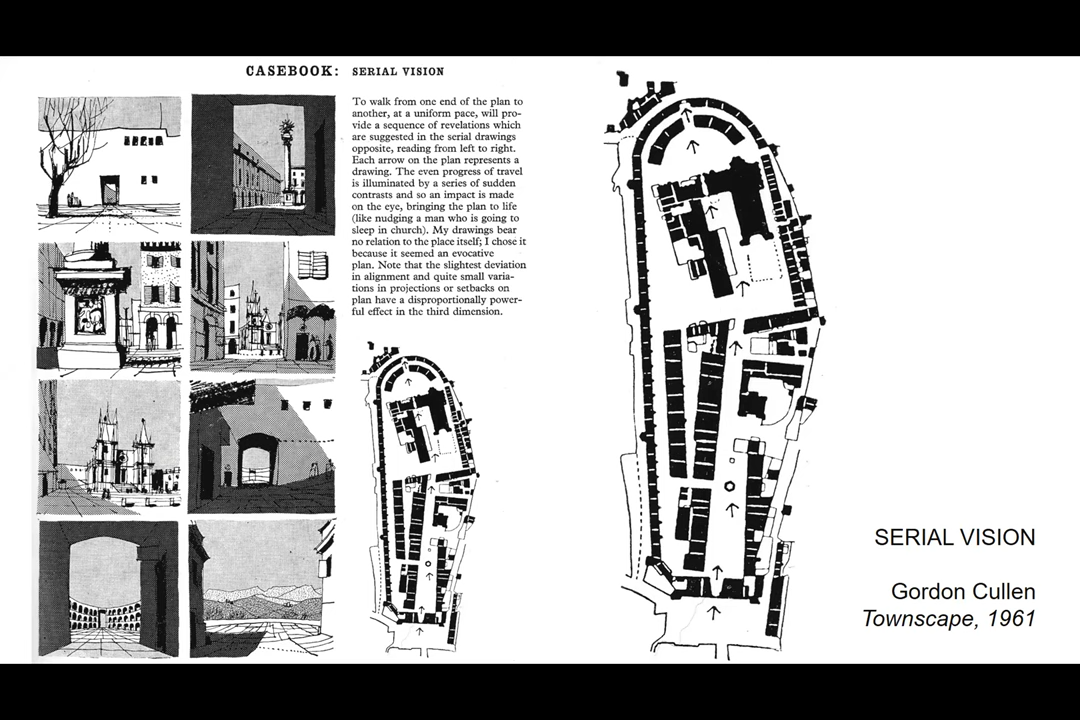 CASEBOOK: SERIAL VISION
To walk from one end of the plan to
another, at a uniform pace, will pro-
vide a sequence of revelations which
are suggested in the serial drawings
opposite, reading from left to right.
Each arrow on the plan represents a
drawing. The even progress of travel
is illuminated by a series of sudden
contrasts and so an impact is made
on the eye, bringing the plan to life
(like nudging a man who is going to
sleep in church). My drawings bear
no relation to the place itself; I chose it
because it seemed an evocative
plan. Note that the slightest deviation
in alignment and quite small varia-
tions in projections or setbacks on
plan have a disproportionally power-
ful effect in the third dimension.
SERIAL VISION
Gordon Cullen
Townscape, 1961